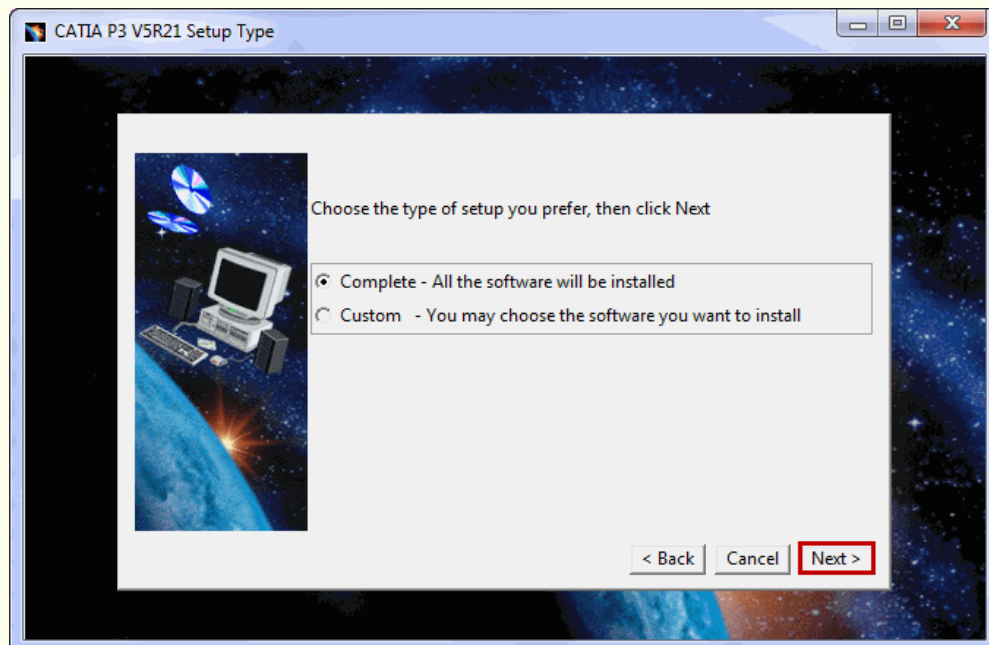 CATIA P3 V5R21 Setup Type
Choose the type of setup you prefer, then click Next
Complete - All the software will be installed
Custom - You may choose the software you want to install
< Back Cancel Next >